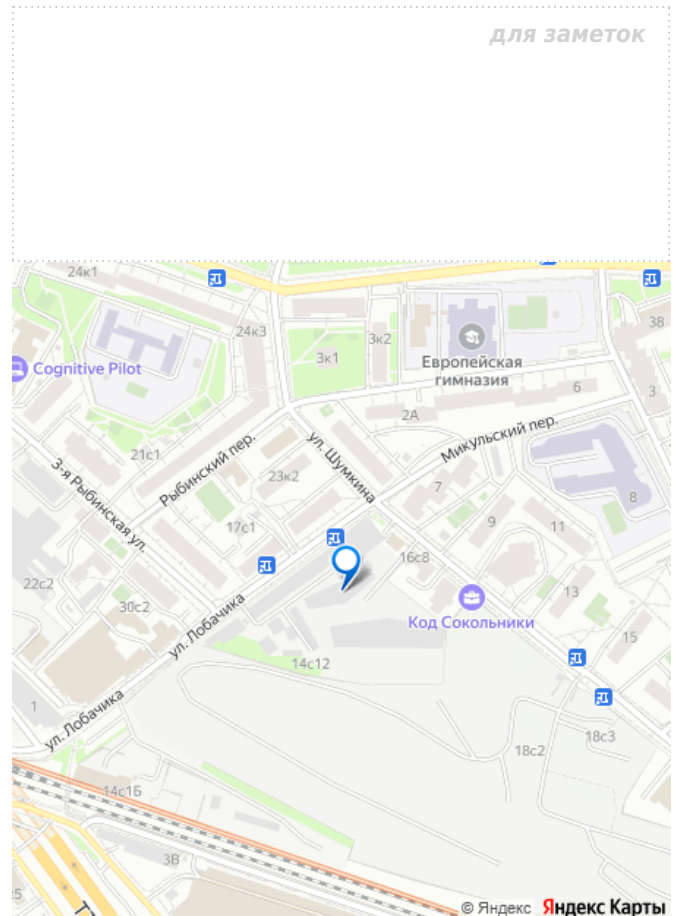 для заметок
24к1
24к3
3к2
38
3к1
Европейская
гимназия
Cognitive Pilot
6
3
2А
Микульский пер.
21с1
Рыбинский пер.
ул. Шумкина
3-я Рыбинская ул.
23к2
7
8
17с1
9
11
16с8
22с2
30с2
13
ул. Лобачика
Код Сокольники
15
14с12
1
ул. Лобачика
18с2
18с3
14с1Б
3В
© Яндекс Яндекс Карты